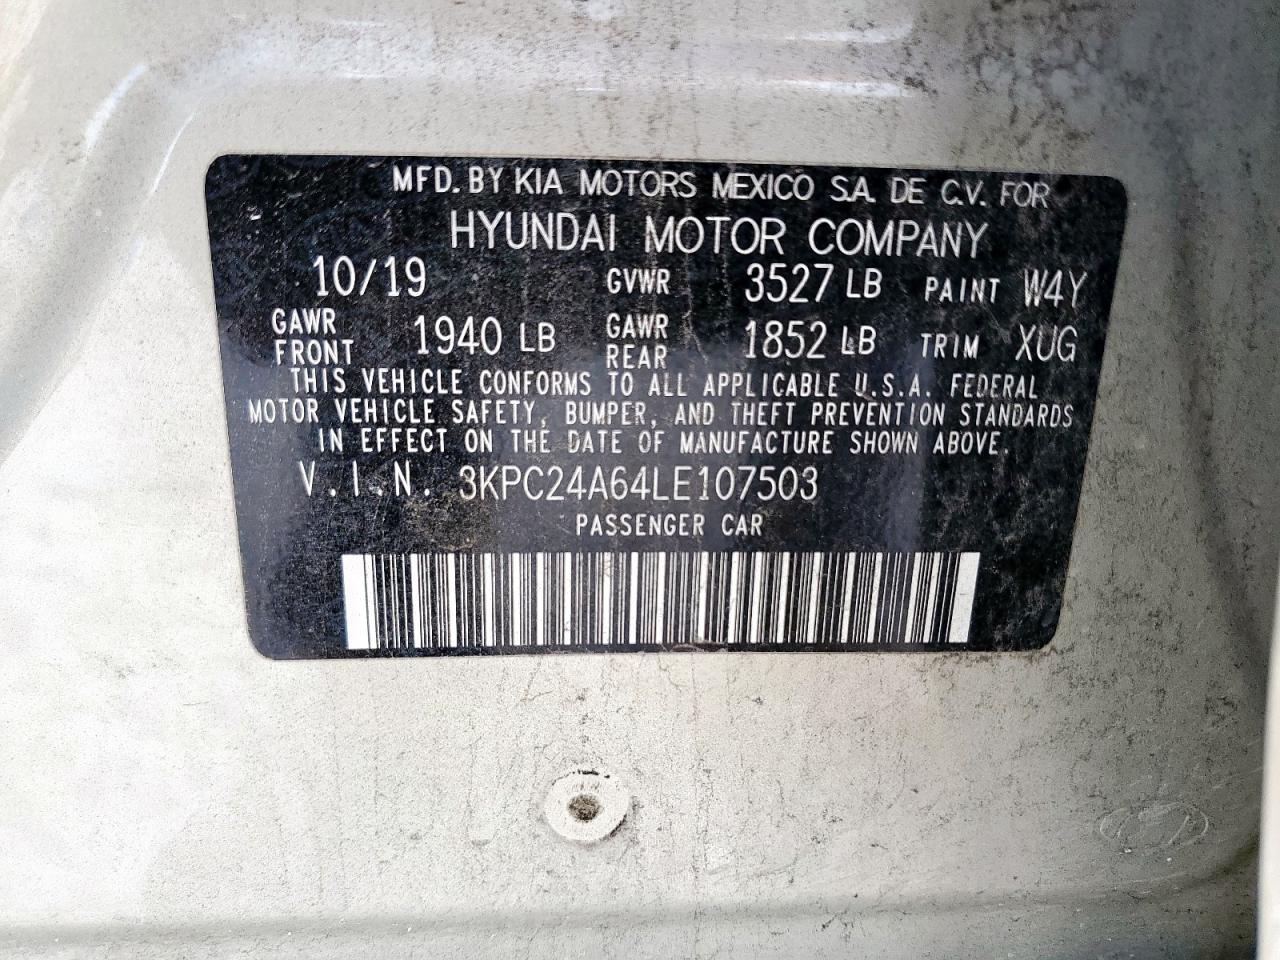 MFD. BY KIA MOTORS MEXICO S.A. DE C.V. FOR
HYUNDAI MOTOR COMPANY
10/19 GVWR 3527 LB PAINT W4Y
GAWR FRONT 1940 LB GAWR REAR 1852 LB TRIM XUG
THIS VEHICLE CONFORMS TO ALL APPLICABLE U.S.A. FEDERAL
MOTOR VEHICLE SAFETY, BUMPER, AND THEFT PREVENTION STANDARDS
IN EFFECT ON THE DATE OF MANUFACTURE SHOWN ABOVE.
V.I.N. 3KPC24A64LE107503
PASSENGER CAR